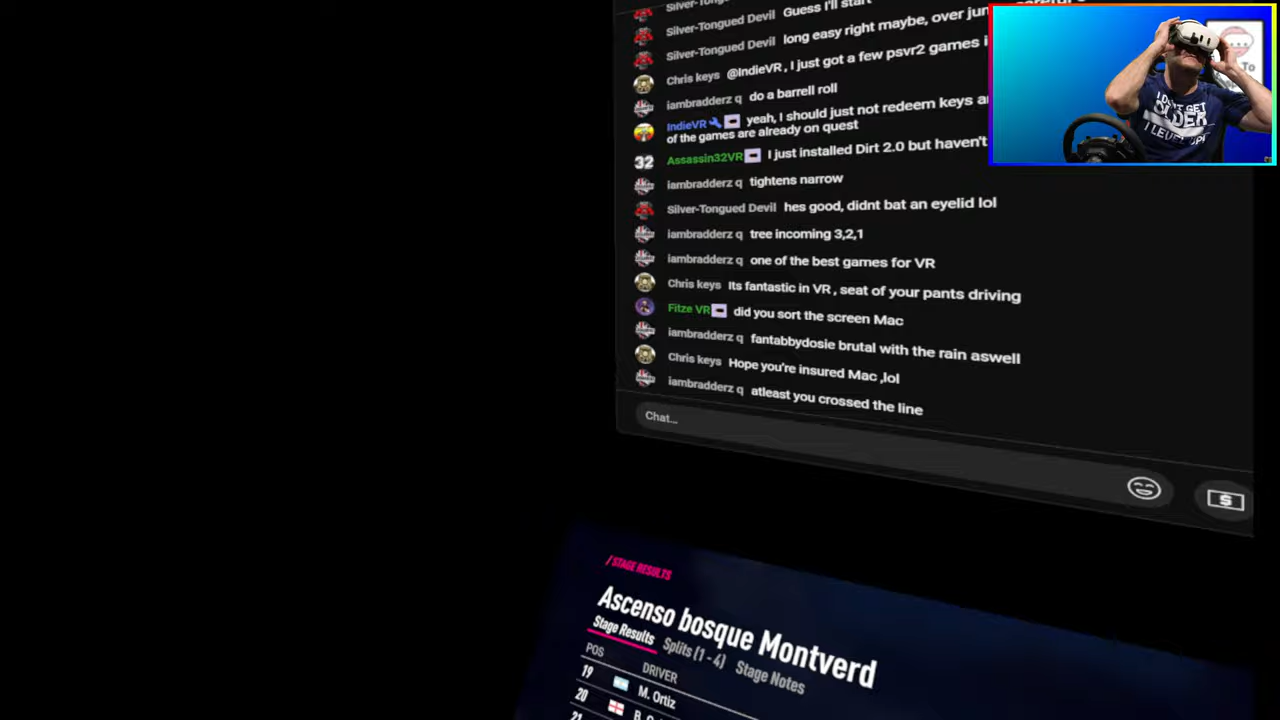 Silver-Tongued Devil Guess I'll start
Silver-Tongued Devil long easy right maybe, over
Chris keys @IndieVR , I just got a few psvr2 games
iambradderz q do a barrell roll
IndieVR yeah, I should just not redeem keys
of the games are already on quest
32 Assassin32VR I just installed Dirt 2.0 but haven't
iambradderz q tightens narrow
Silver-Tongued Devil hes good, didnt bat an eyelid lol
iambradderz q tree incoming 3,2,1
iambradderz q one of the best games for VR
Chris keys Its fantastic in VR , seat of your pants driving
Fitze VR did you sort the screen Mac
iambradderz q fantabbydosie brutal with the rain aswell
Chris keys Hope you're insured Mac ,lol
iambradderz q atleast you crossed the line
Chat...
I DON'T GET
OLDER
I LEVEL UP!
/ STAGE RESULTS
Ascenso bosque Montverd
Stage Results Splits (1 - 4) Stage Notes
POS DRIVER
19 M. Ortiz
20 B.
21